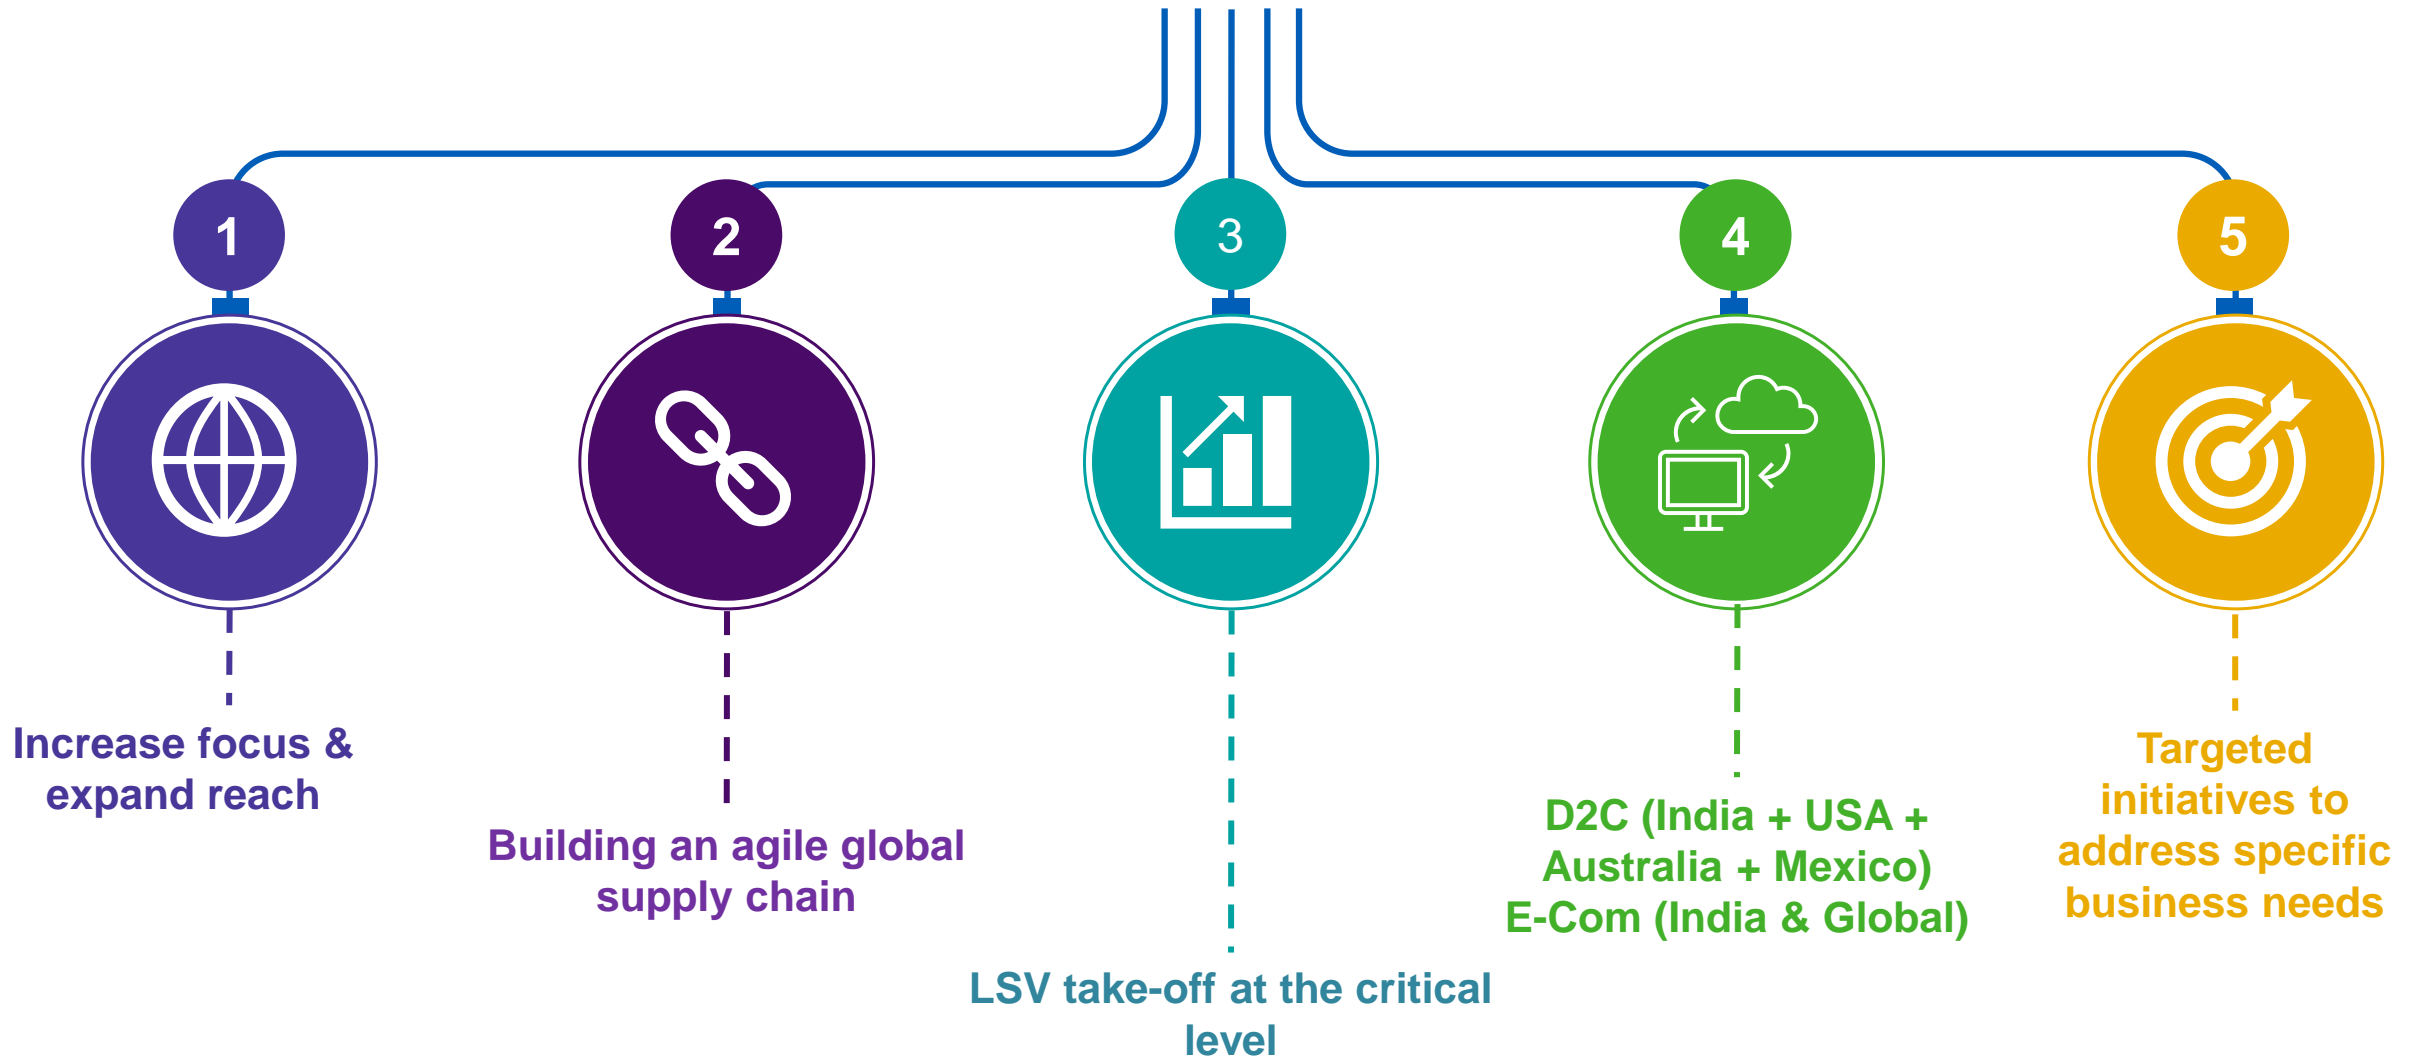 1
Increase focus &
expand reach
2
Building an agile global
supply chain
3
LSV take-off at the critical
level
4
D2C (India + USA +
Australia + Mexico)
E-Com (India & Global)
5
Targeted
initiatives to
address specific
business needs